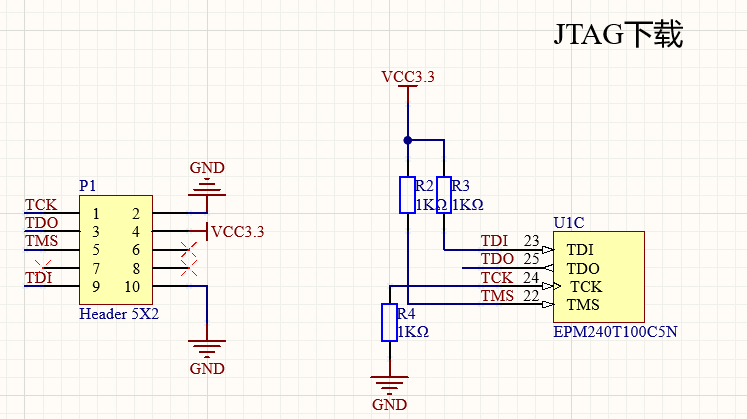 JTAG下载
VCC3.3
GND
P1
TCK 1 2
TDO 3 4 VCC3.3
TMS 5 6
7 8
TDI 9 10
Header 5X2
GND
R2 R3
1KΩ 1KΩ
U1C
TDI 23 TDI
TDO 25 TDO
TCK 24 TCK
TMS 22 TMS
R4
1KΩ
EPM240T100C5N
GND